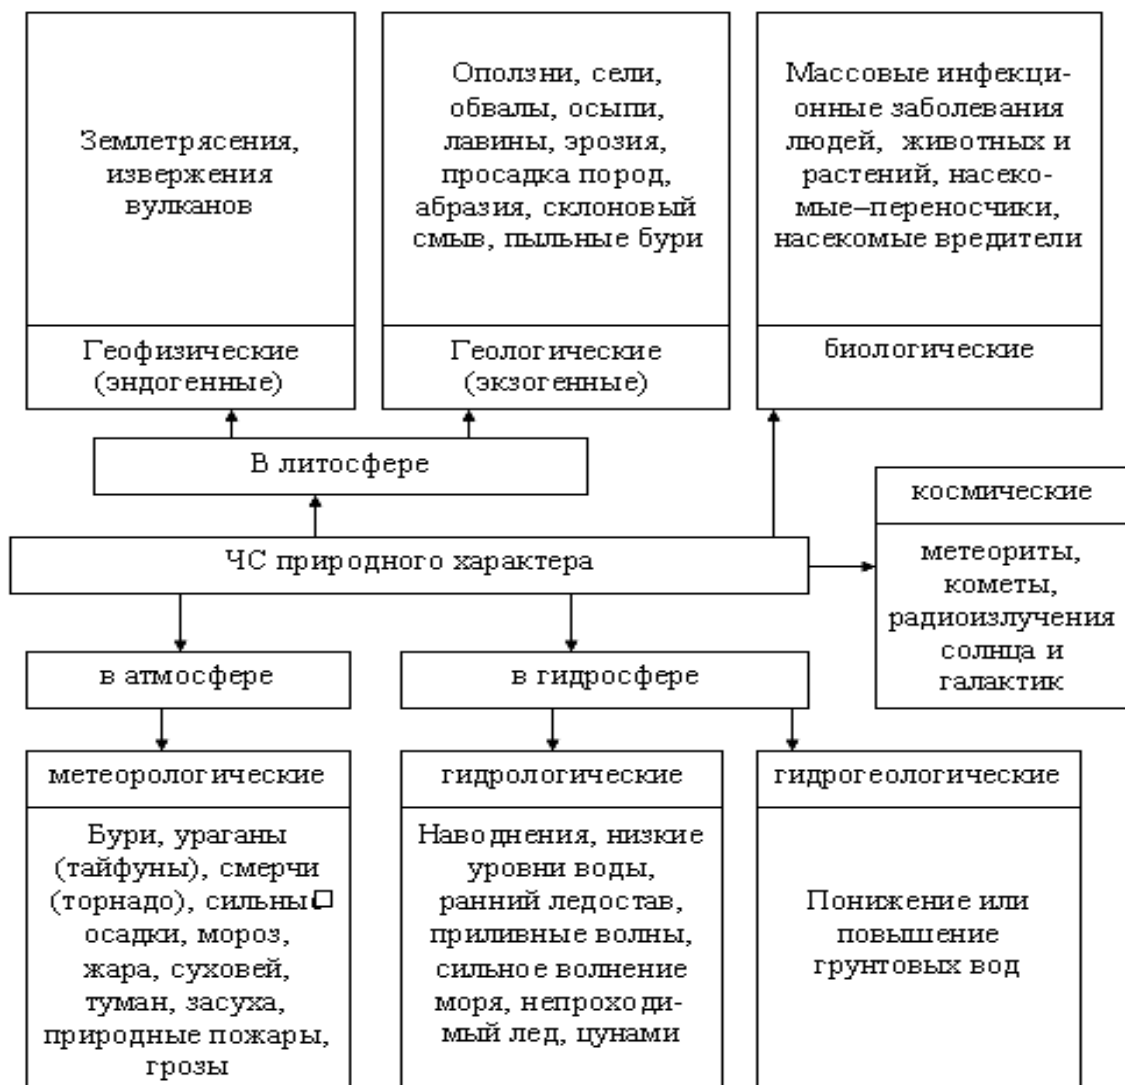 Землетрясения,
извержения
вулканов
Геофизические
(эндогенные)
Оползни, сели,
обвалы, осыпи,
лавины, эрозия,
просадка пород,
абразия, склоновый
смыв, пыльные бури
Геологические
(экзогенные)
Массовые инфекци-
онные заболевания
людей, животных и
растений, насеко-
мые–переносчики,
насекомые вредители
биологические
В литосфере
космические
метеориты,
кометы,
радиоизлучения
солнца и
галактик
ЧС природного характера
в атмосфере
в гидросфере
метеорологические
Бури, ураганы
(тайфуны), смерчи
(торнадо), сильные
осадки, мороз,
жара, суховей,
туман, засуха,
природные пожары,
грозы
гидрологические
Наводнения, низкие
уровни воды,
ранний ледостав,
приливные волны,
сильное волнение
моря, непроходи-
мый лед, цунами
гидрогеологические
Понижение или
повышение
грунтовых вод